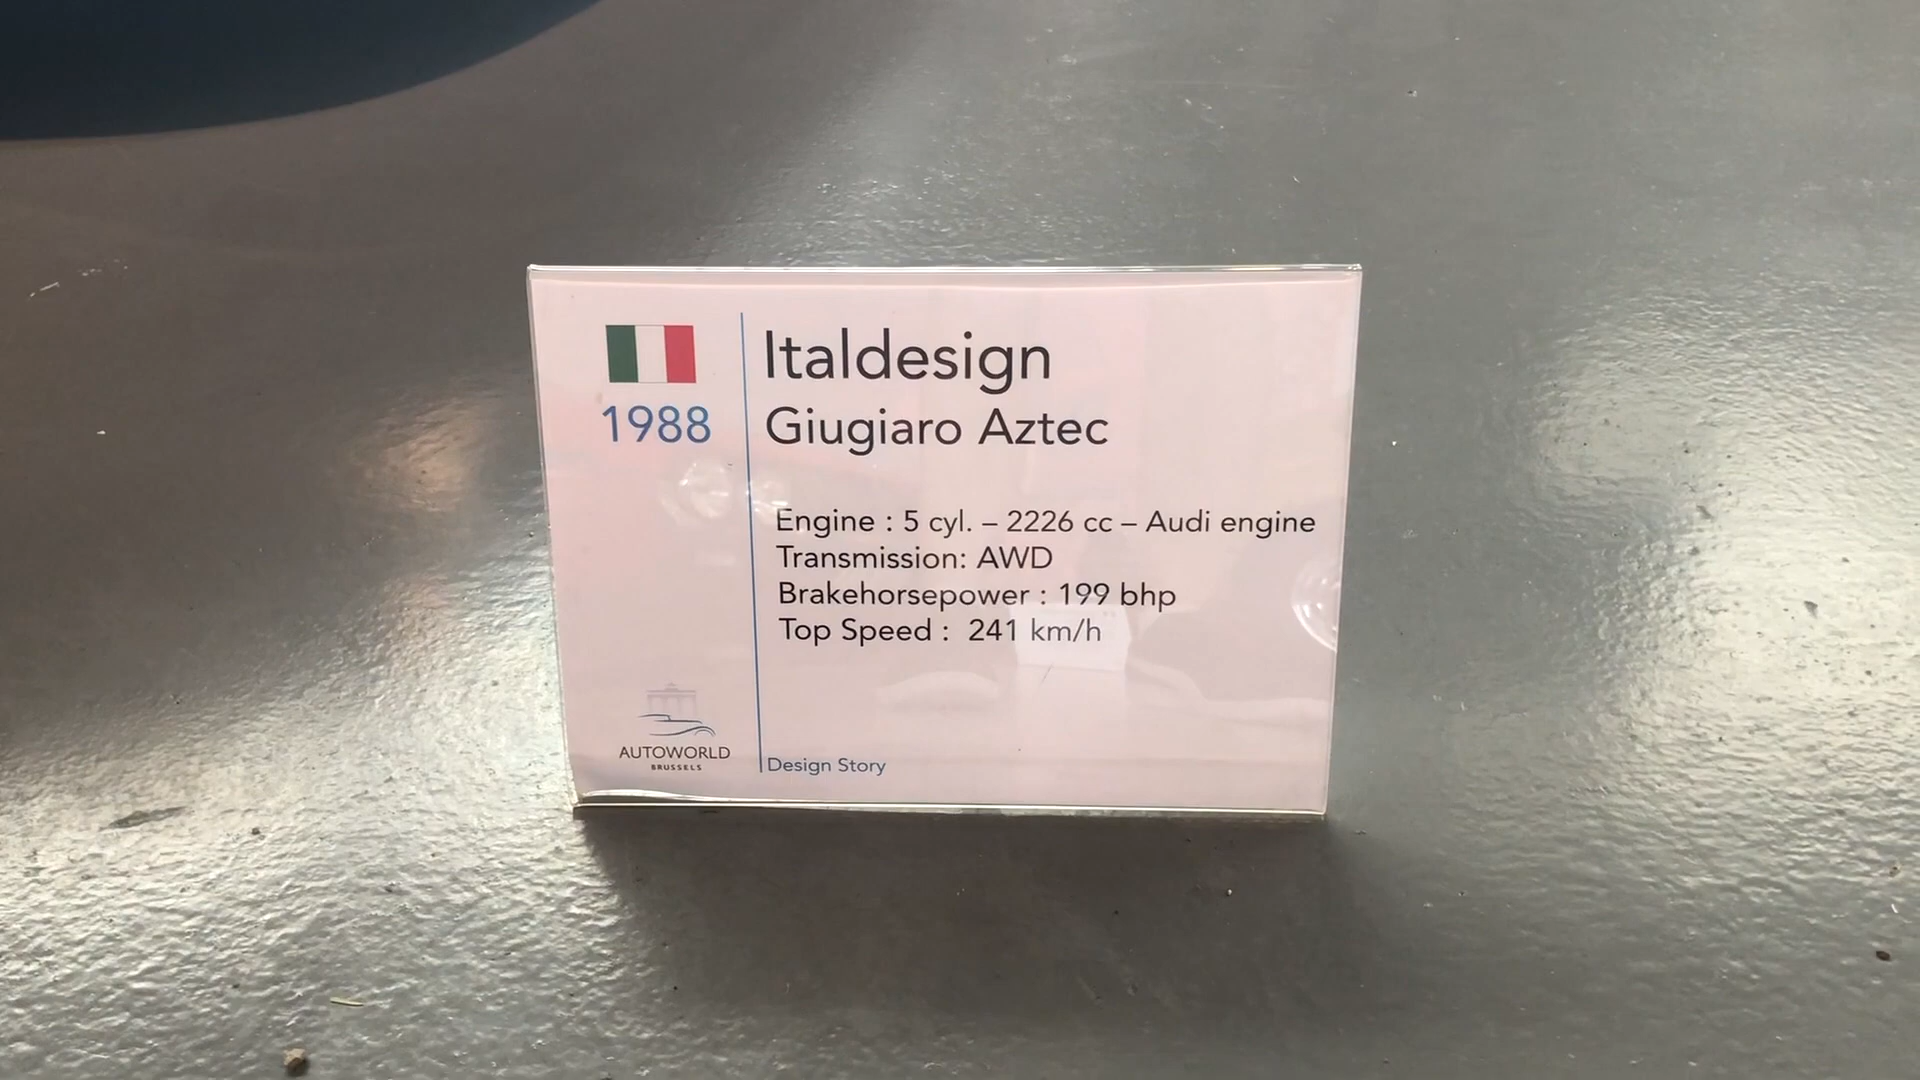 Italdesign
1988
Giugiaro Aztec
Engine : 5 cyl. – 2226 cc – Audi engine
Transmission: AWD
Brakehorsepower : 199 bhp
Top Speed : 241 km/h
AUTOWORLD
BRUSSELS
Design Story